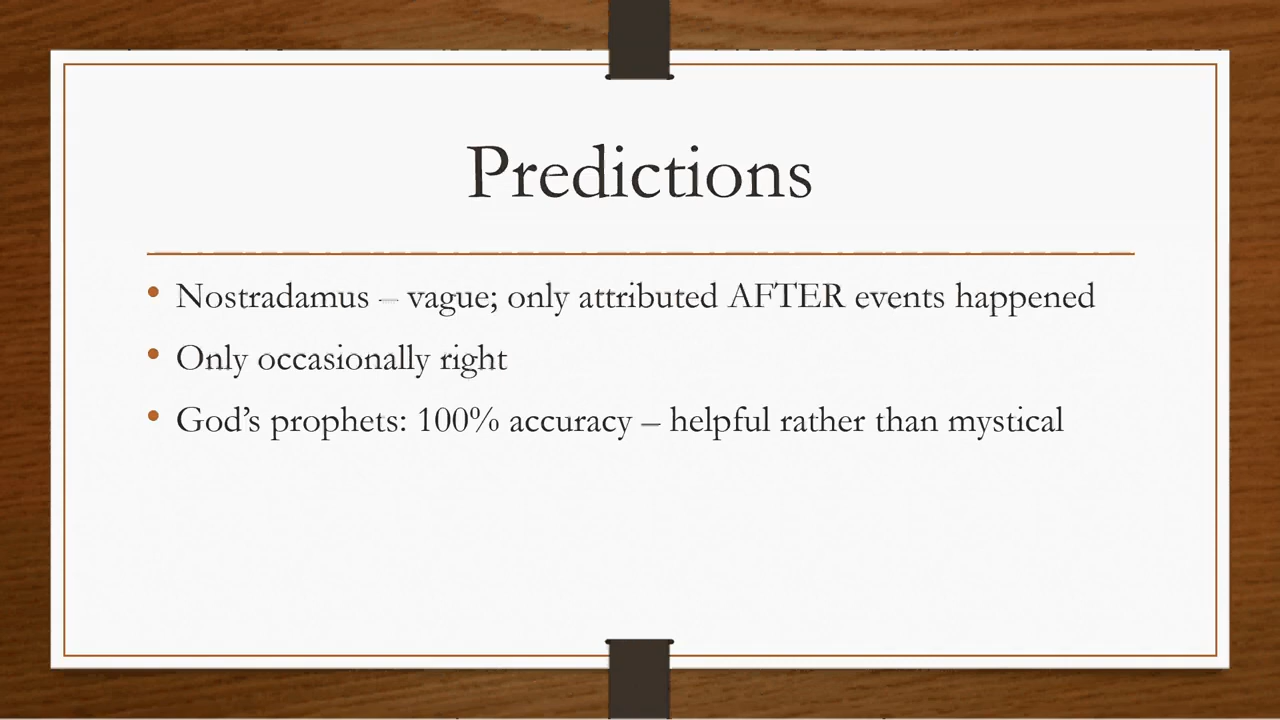 Predictions
• Nostradamus – vague; only attributed AFTER events happened
• Only occasionally right
• God’s prophets: 100% accuracy – helpful rather than mystical